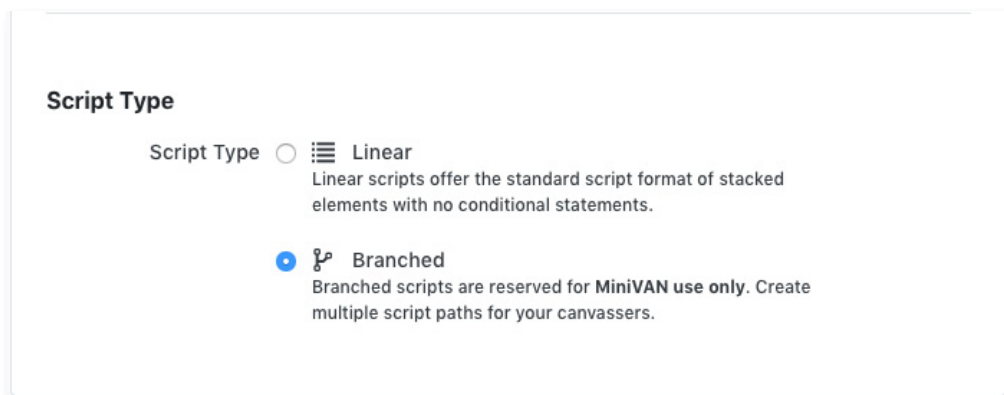 Script Type
Script Type Linear
Linear scripts offer the standard script format of stacked
elements with no conditional statements.
Branched
Branched scripts are reserved for MiniVAN use only. Create
multiple script paths for your canvassers.